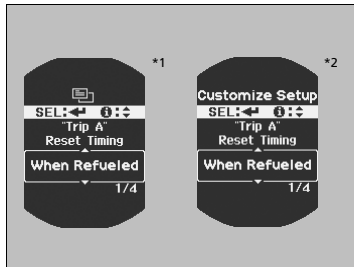 *1
SEL: i:
"Trip A"
Reset Timing
When Refueled
1/4
*2
Customize Setup
SEL: i:
"Trip A"
Reset Timing
When Refueled
1/4